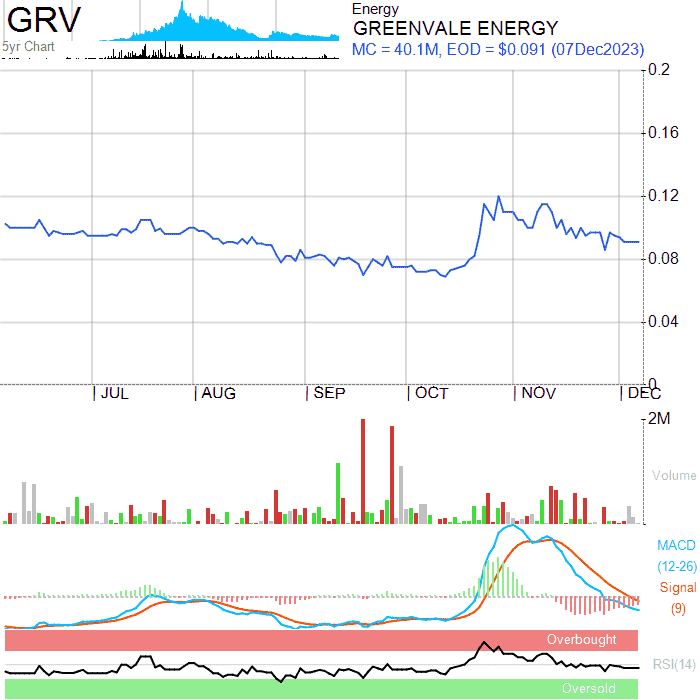 GRV
5yr Chart
Energy
GREENVALE ENERGY
MC = 40.1M, EOD = $0.091 (07Dec2023)
0.2
0.16
0.12
0.08
0.04
0
JUL AUG SEP OCT NOV DEC
2M
Volume
MACD
(12-26)
Signal
(9)
Overbought
RSI(14)
Oversold